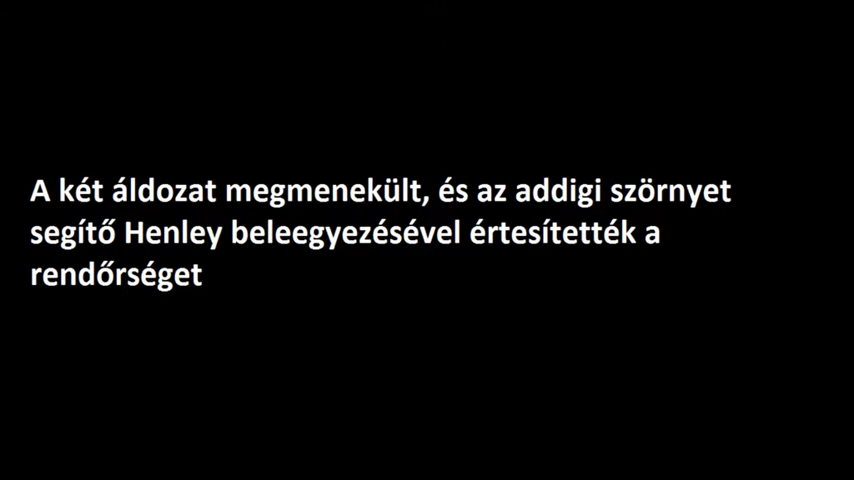 A két áldozat megmenekült, és az addigi szörnyet
segítő Henley beleegyezésével értesítették a
rendőrséget